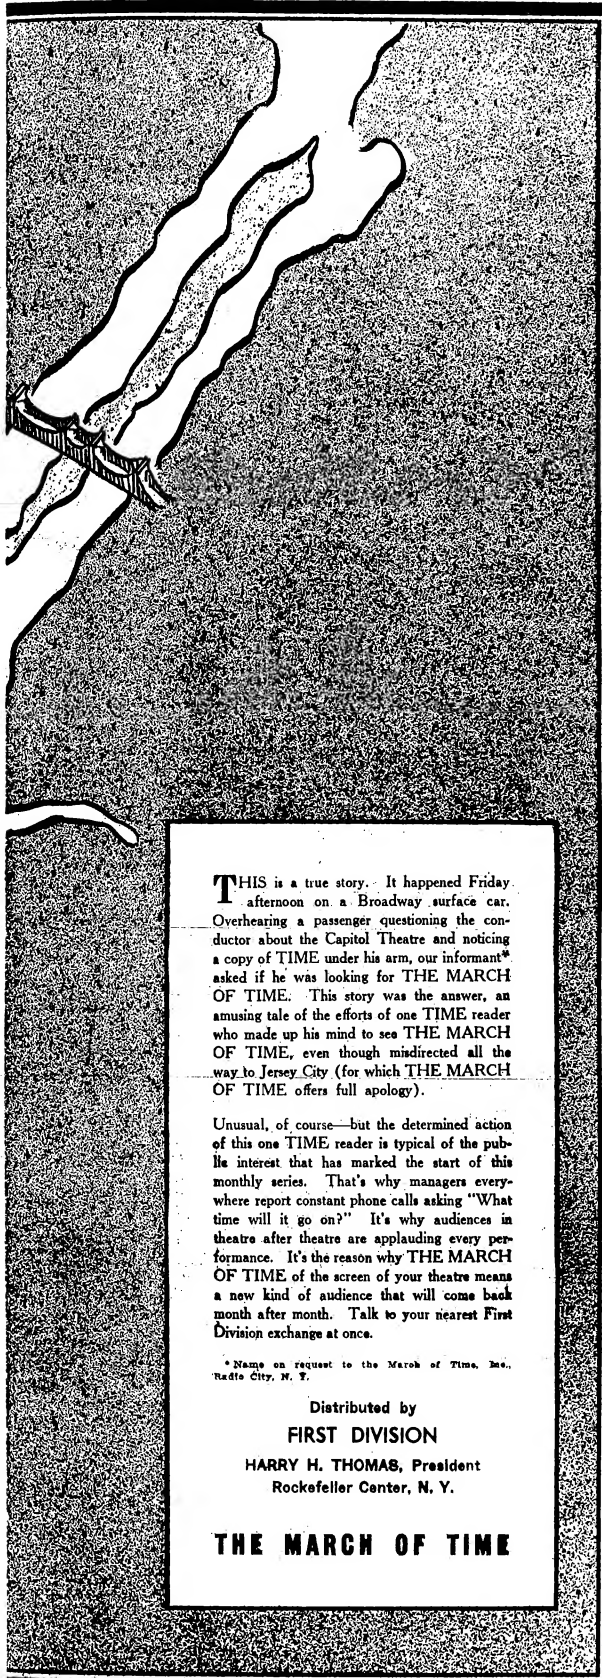 THIS is a true story. It happened Friday
afternoon on a Broadway surface car.
Overhearing a passenger questioning the con-
ductor about the Capitol Theatre and noticing
a copy of TIME under his arm, our informant*
asked if he was looking for THE MARCH
OF TIME. This story was the answer, an
amusing tale of the efforts of one TIME reader
who made up his mind to see THE MARCH
OF TIME, even though misdirected all the
way to Jersey City (for which THE MARCH
OF TIME offers full apology).
Unusual, of course—but the determined action
of this one TIME reader is typical of the pub-
lic interest that has marked the start of this
monthly series. That's why managers every-
where report constant phone calls asking "What
time will it go on?" It's why audiences in
theatre after theatre are applauding every per-
formance. It's the reason why THE MARCH
OF TIME of the screen of your theatre means
a new kind of audience that will come back
month after month. Talk to your nearest First
Division exchange at once.
*Name on request to the March of Time, Inc.,
Radio City, N. Y.
Distributed by
FIRST DIVISION
HARRY H. THOMAS, President
Rockefeller Center, N. Y.
THE MARCH OF TIME